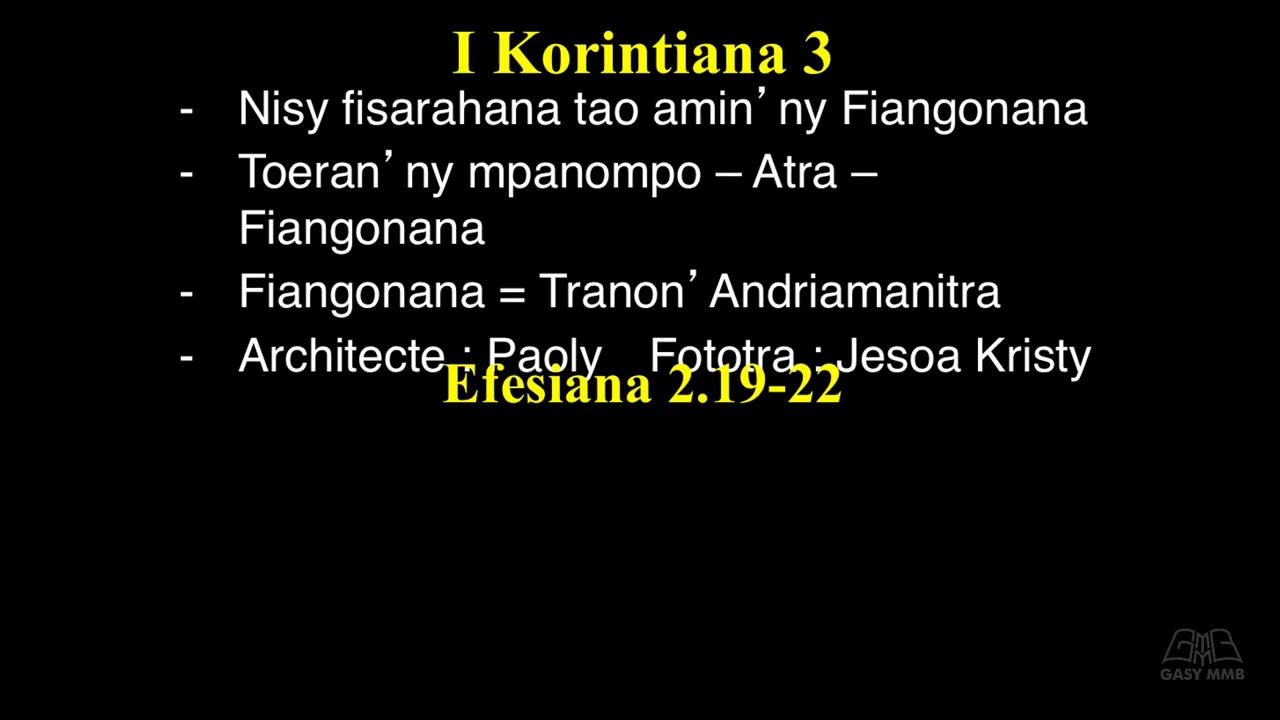 I Korintiana 3
- Nisy fisarahana tao amin’ ny Fiangonana
- Toeran’ ny mpanompo – Atra –
Fiangonana
- Fiangonana = Tranon’ Andriamanitra
- Architecte : Paoly Fototra : Jesoa Kristy
Efesiana 2.19-22
GMMG
GASY MMB